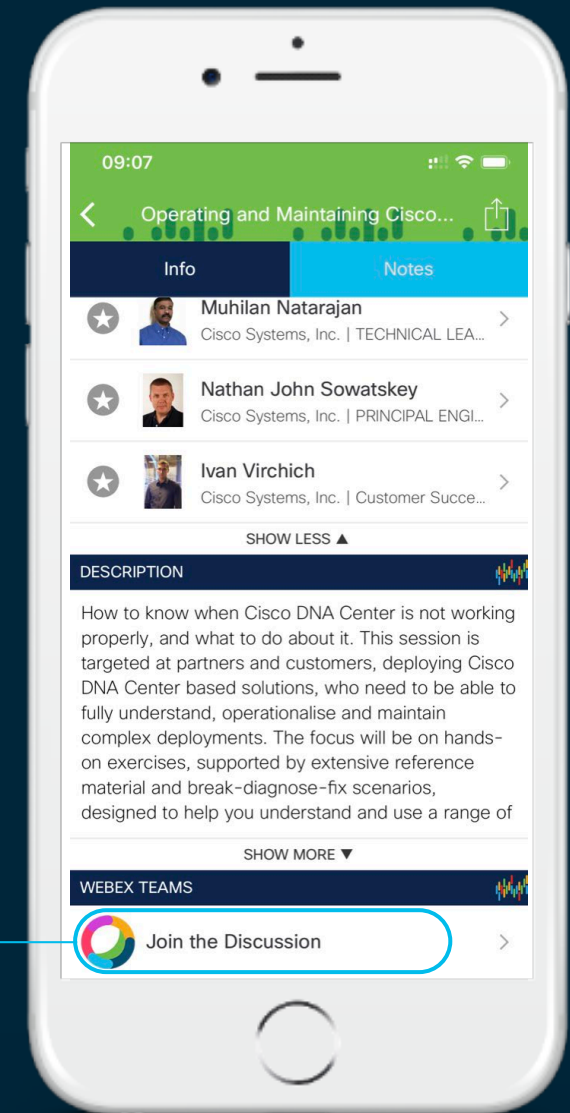 09:07
Operating and Maintaining Cisco...
Info
Notes
Muhilan Natarajan
Cisco Systems, Inc. | TECHNICAL LEA...
Nathan John Sowatskey
Cisco Systems, Inc. | PRINCIPAL ENGI...
Ivan Virchich
Cisco Systems, Inc. | Customer Succe...
SHOW LESS ▲
DESCRIPTION
How to know when Cisco DNA Center is not working
properly, and what to do about it. This session is
targeted at partners and customers, deploying Cisco
DNA Center based solutions, who need to be able to
fully understand, operationalise and maintain
complex deployments. The focus will be on hands-
on exercises, supported by extensive reference
material and break-diagnose-fix scenarios,
designed to help you understand and use a range of
SHOW MORE ▼
WEBEX TEAMS
Join the Discussion